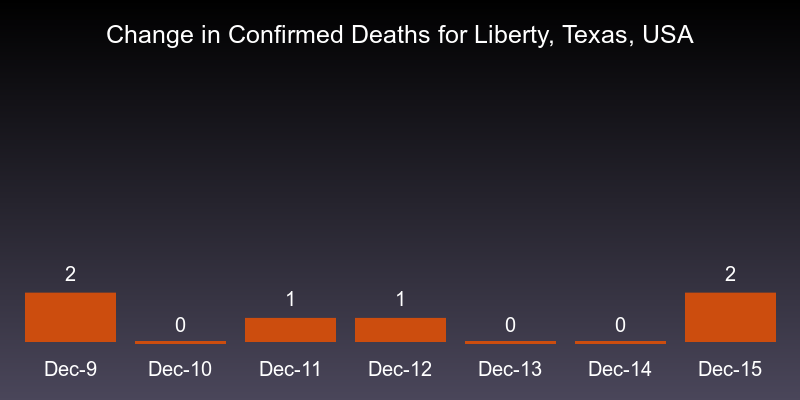 Change in Confirmed Deaths for Liberty, Texas, USA
2 0 1 1 0 0 2
Dec-9 Dec-10 Dec-11 Dec-12 Dec-13 Dec-14 Dec-15